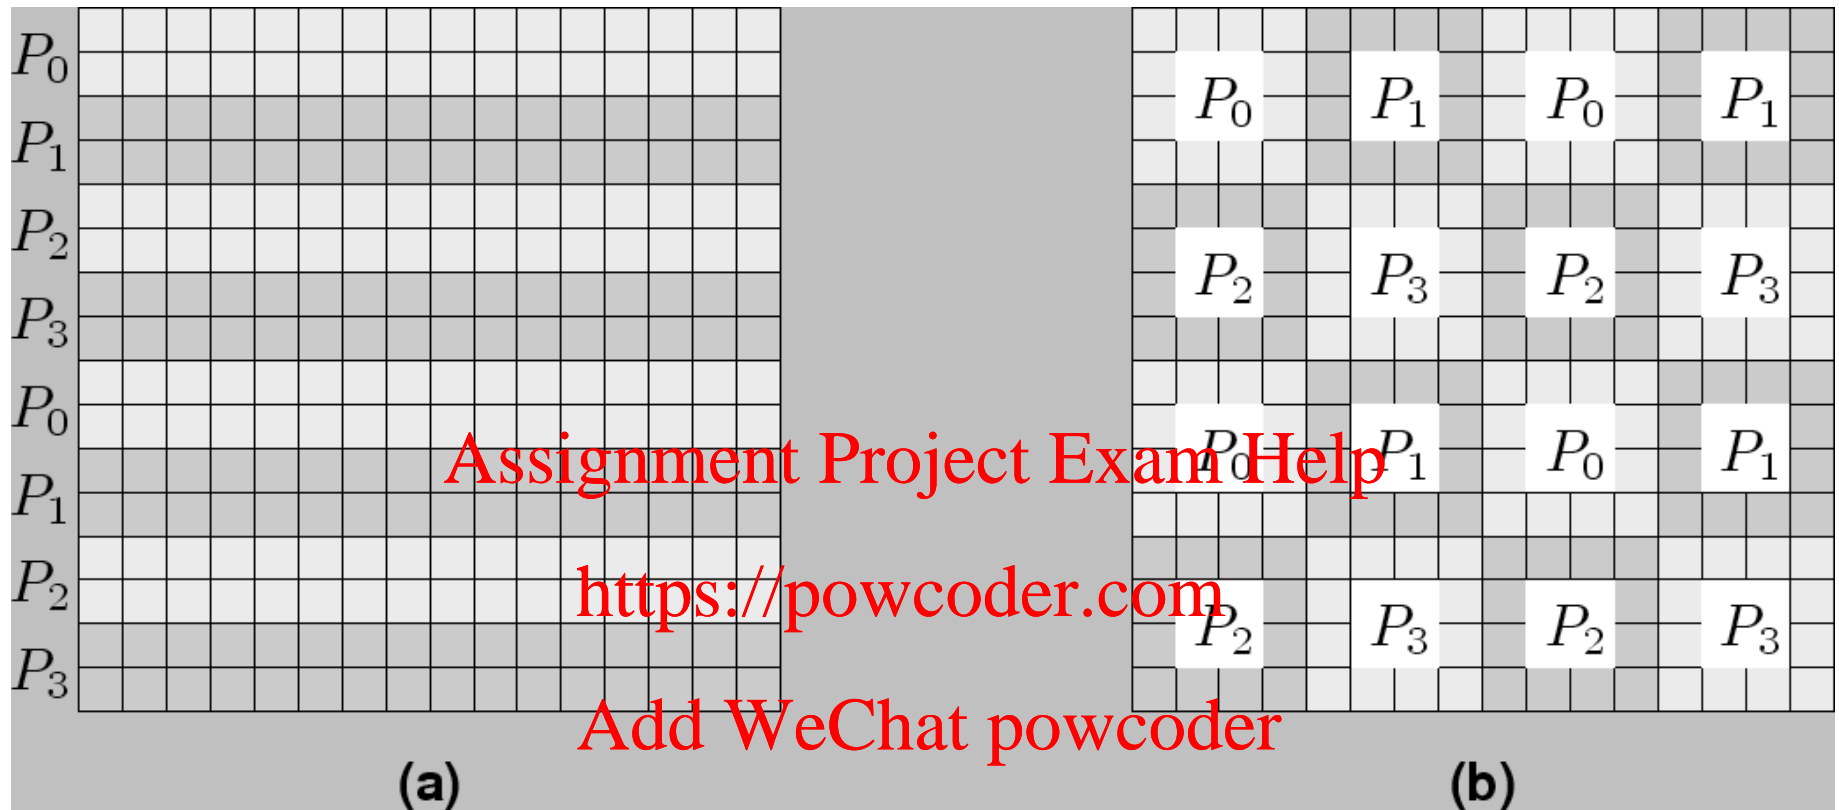 P0
P1
P2
P3
P0
P1
P2
P3
P0 P1 P0 P1
P2 P3 P2 P3
P0 P1 P0 P1
P2 P3 P2 P3
Assignment Project Exam Help
https://powcoder.com
Add WeChat powcoder
(a) (b)